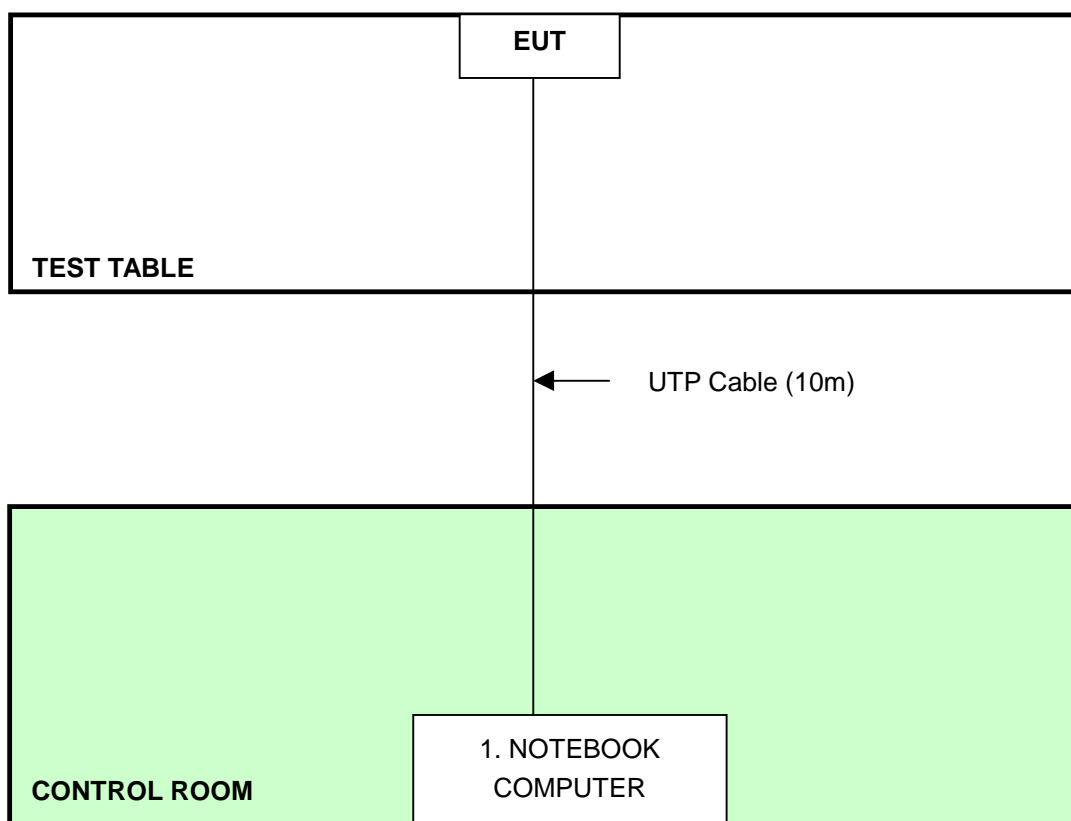 EUT
TEST TABLE
UTP Cable (10m)
1. NOTEBOOK
COMPUTER
CONTROL ROOM